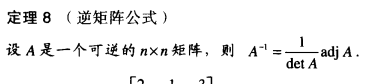 定理 8 （逆矩阵公式）
设 A 是一个可逆的 n×n 矩阵，则 A⁻¹ = 1/det A adj A．